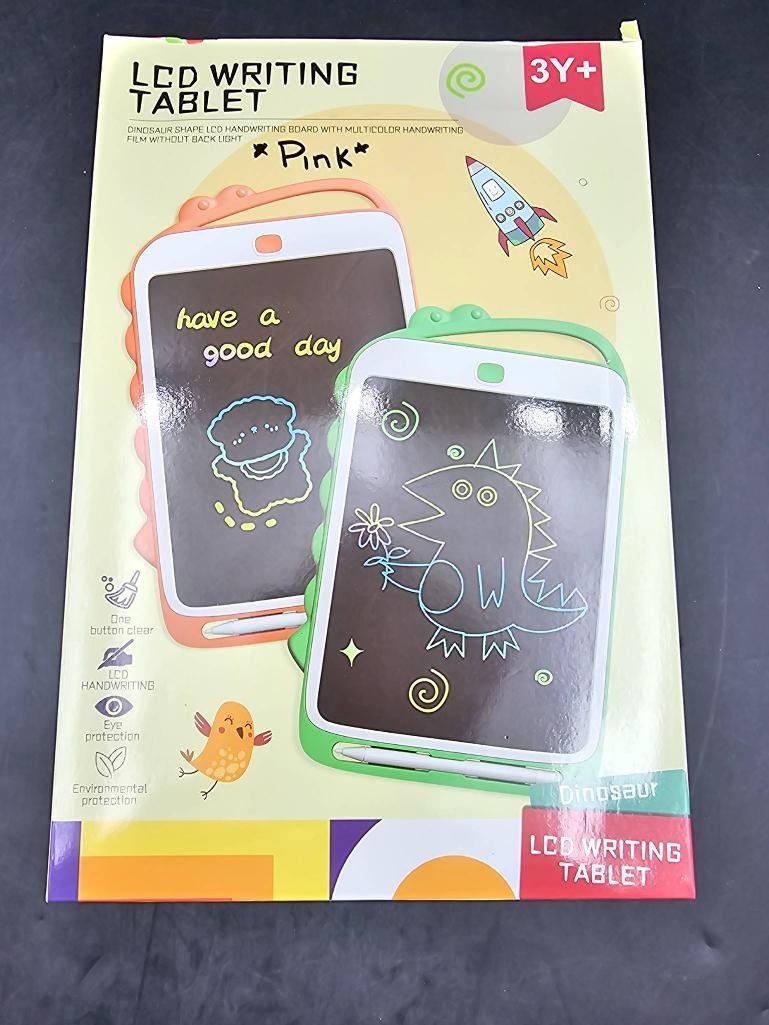 LCD WRITING
TABLET
3Y+
DINOSAUR SHAPE LCD HANDWRITING BOARD WITH MULTICOLOR HANDWRITING
FILM WITHOUT BACK LIGHT
*Pink*
have a
good day
One
button clear
LCD
HANDWRITING
Eye
protection
Environmental
protection
Dinosaur
LCD WRITING
TABLET